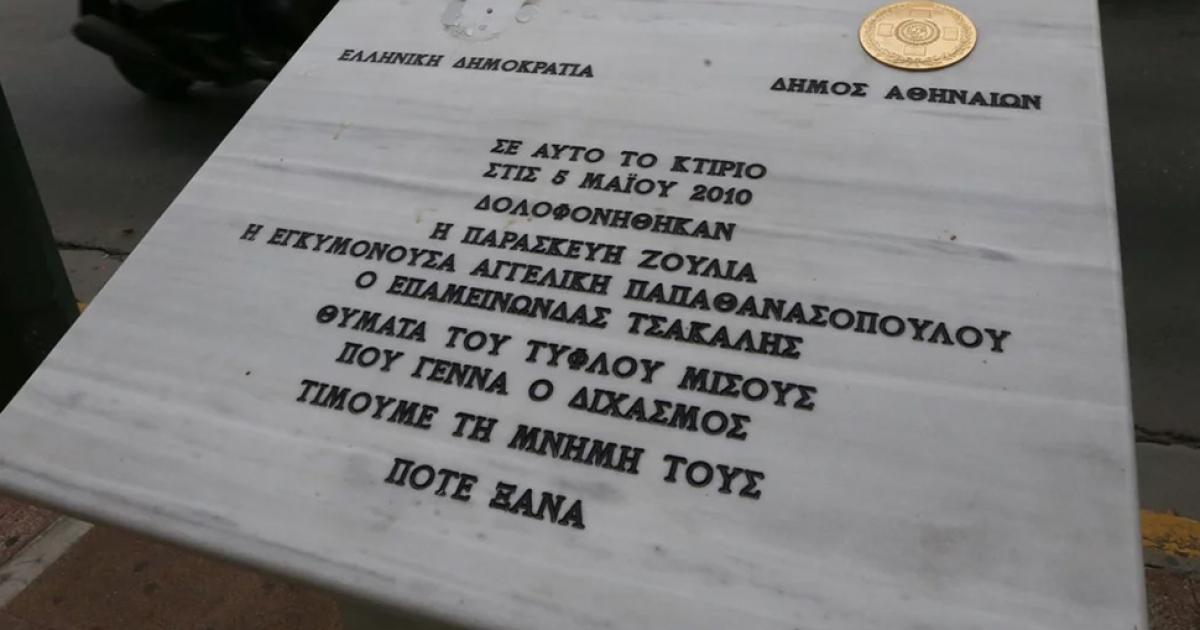 ΕΛΛΗΝΙΚΗ ΔΗΜΟΚΡΑΤΙΑ
ΔΗΜΟΣ ΑΘΗΝΑΙΩΝ
ΣΕ ΑΥΤΟ ΤΟ ΚΤΙΡΙΟ
ΣΤΙΣ 5 ΜΑΪΟΥ 2010
ΔΟΛΟΦΟΝΗΘΗΚΑΝ
Η ΠΑΡΑΣΚΕΥΗ ΖΟΥΛΙΑ
Η ΕΓΚΥΜΟΝΟΥΣΑ ΑΓΓΕΛΙΚΗ ΠΑΠΑΘΑΝΑΣΟΠΟΥΛΟΥ
Ο ΕΠΑΜΕΙΝΩΝΔΑΣ ΤΣΑΚΑΛΗΣ
ΘΥΜΑΤΑ ΤΟΥ ΤΥΦΛΟΥ ΜΙΣΟΥΣ
ΠΟΥ ΓΕΝΝΑ Ο ΔΙΧΑΣΜΟΣ
ΤΙΜΟΥΜΕ ΤΗ ΜΝΗΜΗ ΤΟΥΣ
ΠΟΤΕ ΞΑΝΑ